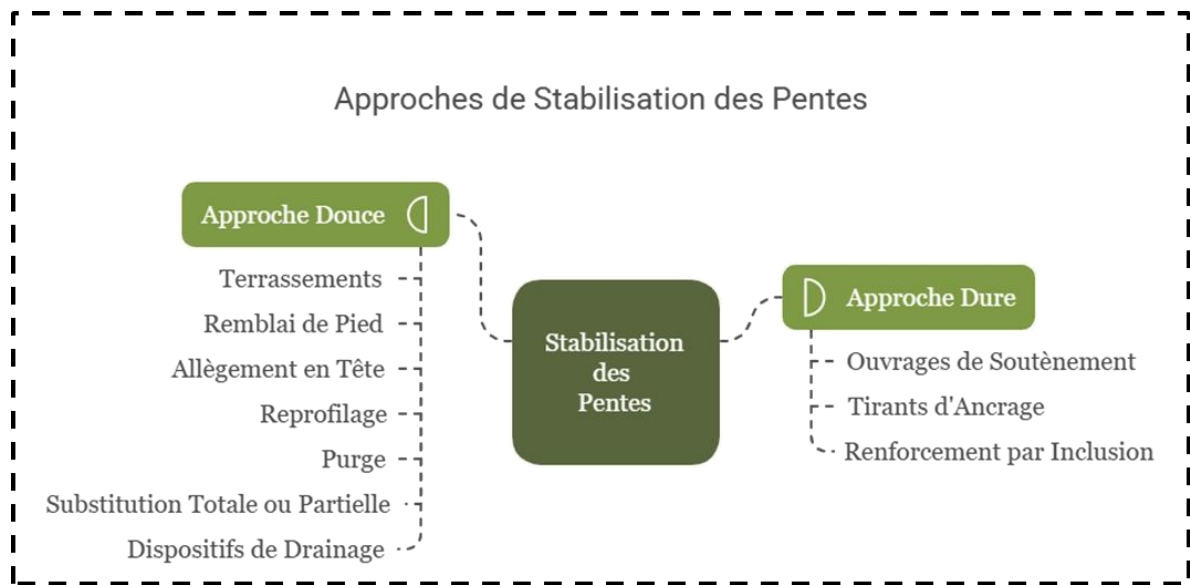 Approches de Stabilisation des Pentes
Approche Douce
Terrassements
Remblai de Pied
Allègement en Tête
Reprofilage
Purge
Substitution Totale ou Partielle
Dispositifs de Drainage
Stabilisation
des
Pentes
Approche Dure
Ouvrages de Soutènement
Tirants d'Ancrage
Renforcement par Inclusion